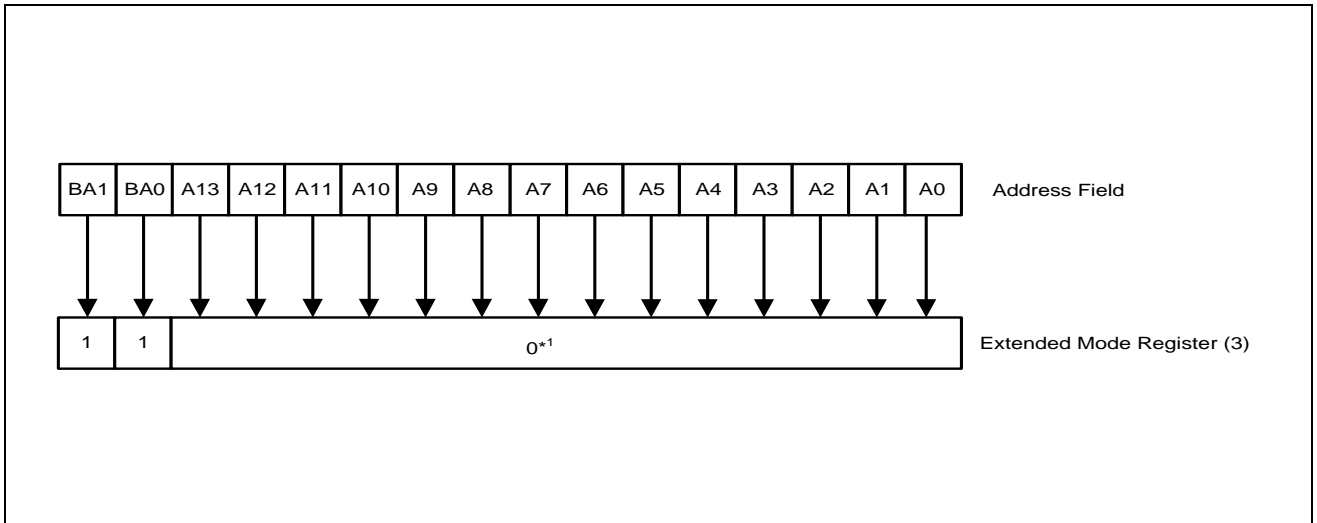 BA1 BA0 A13 A12 A11 A10 A9 A8 A7 A6 A5 A4 A3 A2 A1 A0 Address Field
1 1 0*1 Extended Mode Register (3)